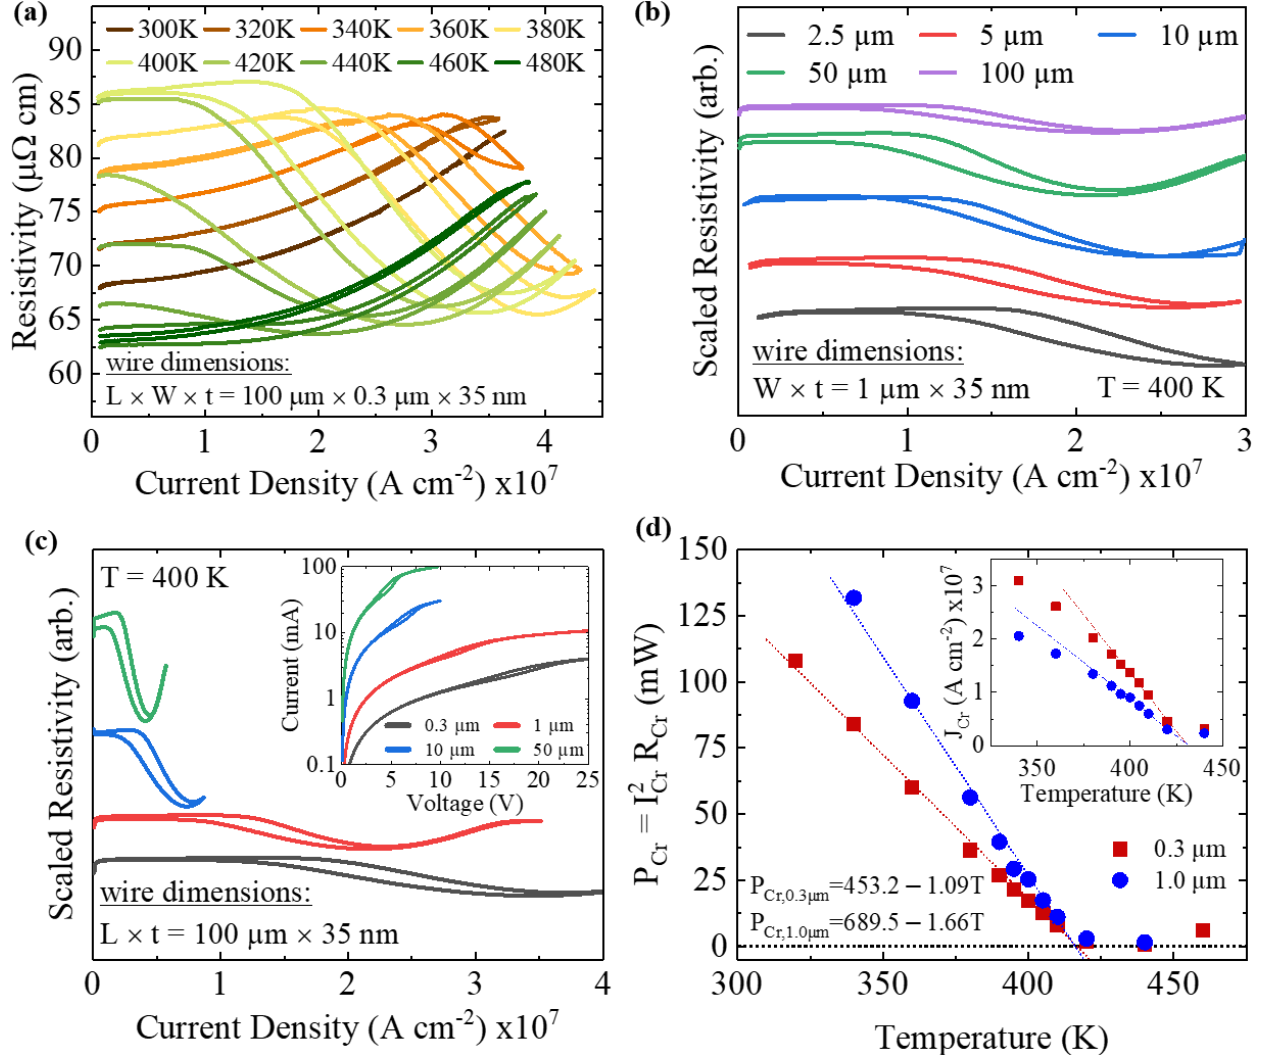 (a)
300K 320K 340K 360K 380K
400K 420K 440K 460K 480K
90
85
80
75
70
65
60
Resistivity (μΩ cm)
wire dimensions:
L × W × t = 100 μm × 0.3 μm × 35 nm
0 1 2 3 4
Current Density (A cm⁻²) x10⁷
(b)
2.5 μm 5 μm 10 μm
50 μm 100 μm
Scaled Resistivity (arb.)
wire dimensions:
W × t = 1 μm × 35 nm T = 400 K
0 1 2 3
Current Density (A cm⁻²) x10⁷
(c)
T = 400 K
Scaled Resistivity (arb.)
100
10
1
0.1
Current (mA)
0.3 μm 1 μm
10 μm 50 μm
0 5 10 15 20 25
Voltage (V)
wire dimensions:
L × t = 100 μm × 35 nm
0 1 2 3 4
Current Density (A cm⁻²) x10⁷
(d)
150
125
100
75
50
25
0
P_Cr = I²_Cr R_Cr (mW)
3
2
1
0
J_Cr (A cm⁻²) x10⁷
350 400 450
Temperature (K)
0.3 μm
1.0 μm
P_Cr,0.3μm=453.2 − 1.09T
P_Cr,1.0μm=689.5 − 1.66T
300 350 400 450
Temperature (K)